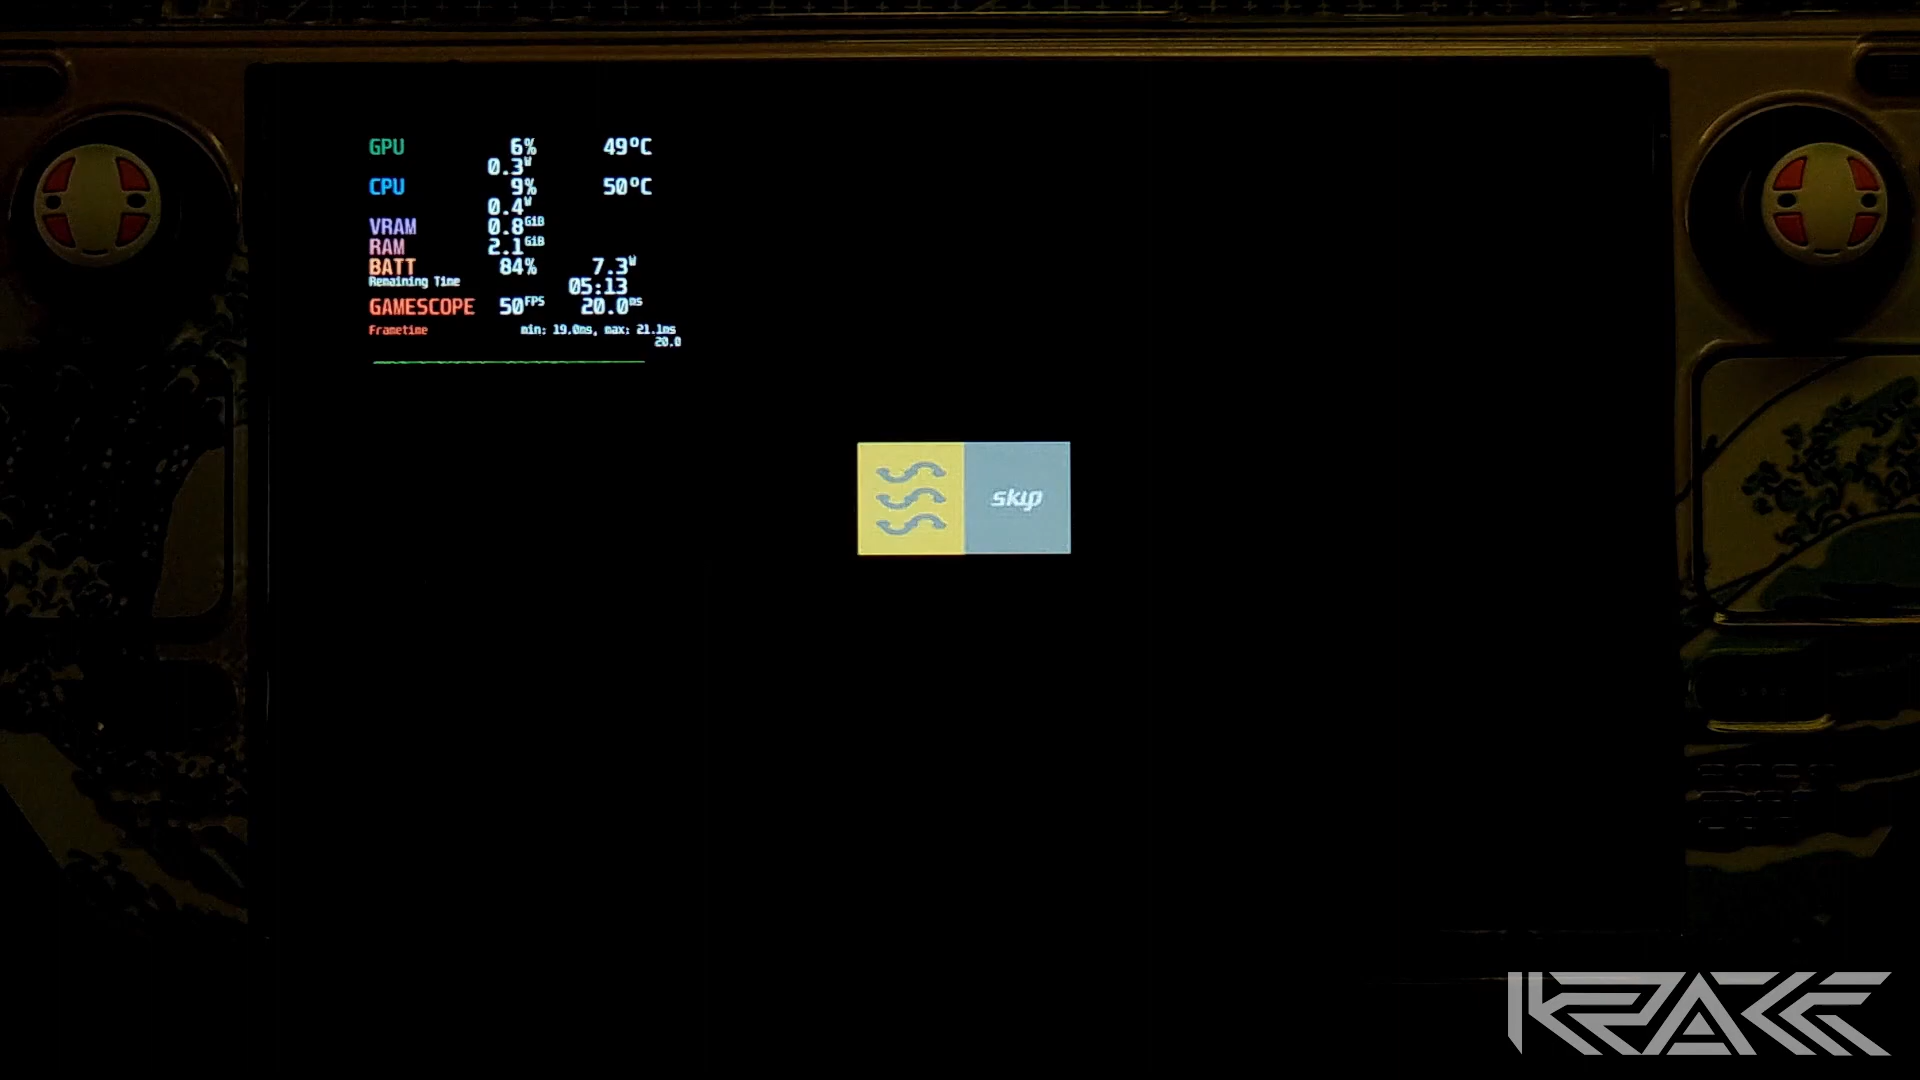 GPU 6% 49°C
0.3W
CPU 9% 50°C
0.4W
VRAM 0.8GiB
RAM 2.1GiB
BATT 84% 7.3W
Remaining Time 05:13
GAMESCOPE 50FPS 20.0ms
Frametime min: 19.0ms, max: 21.1ms
20.0
skip